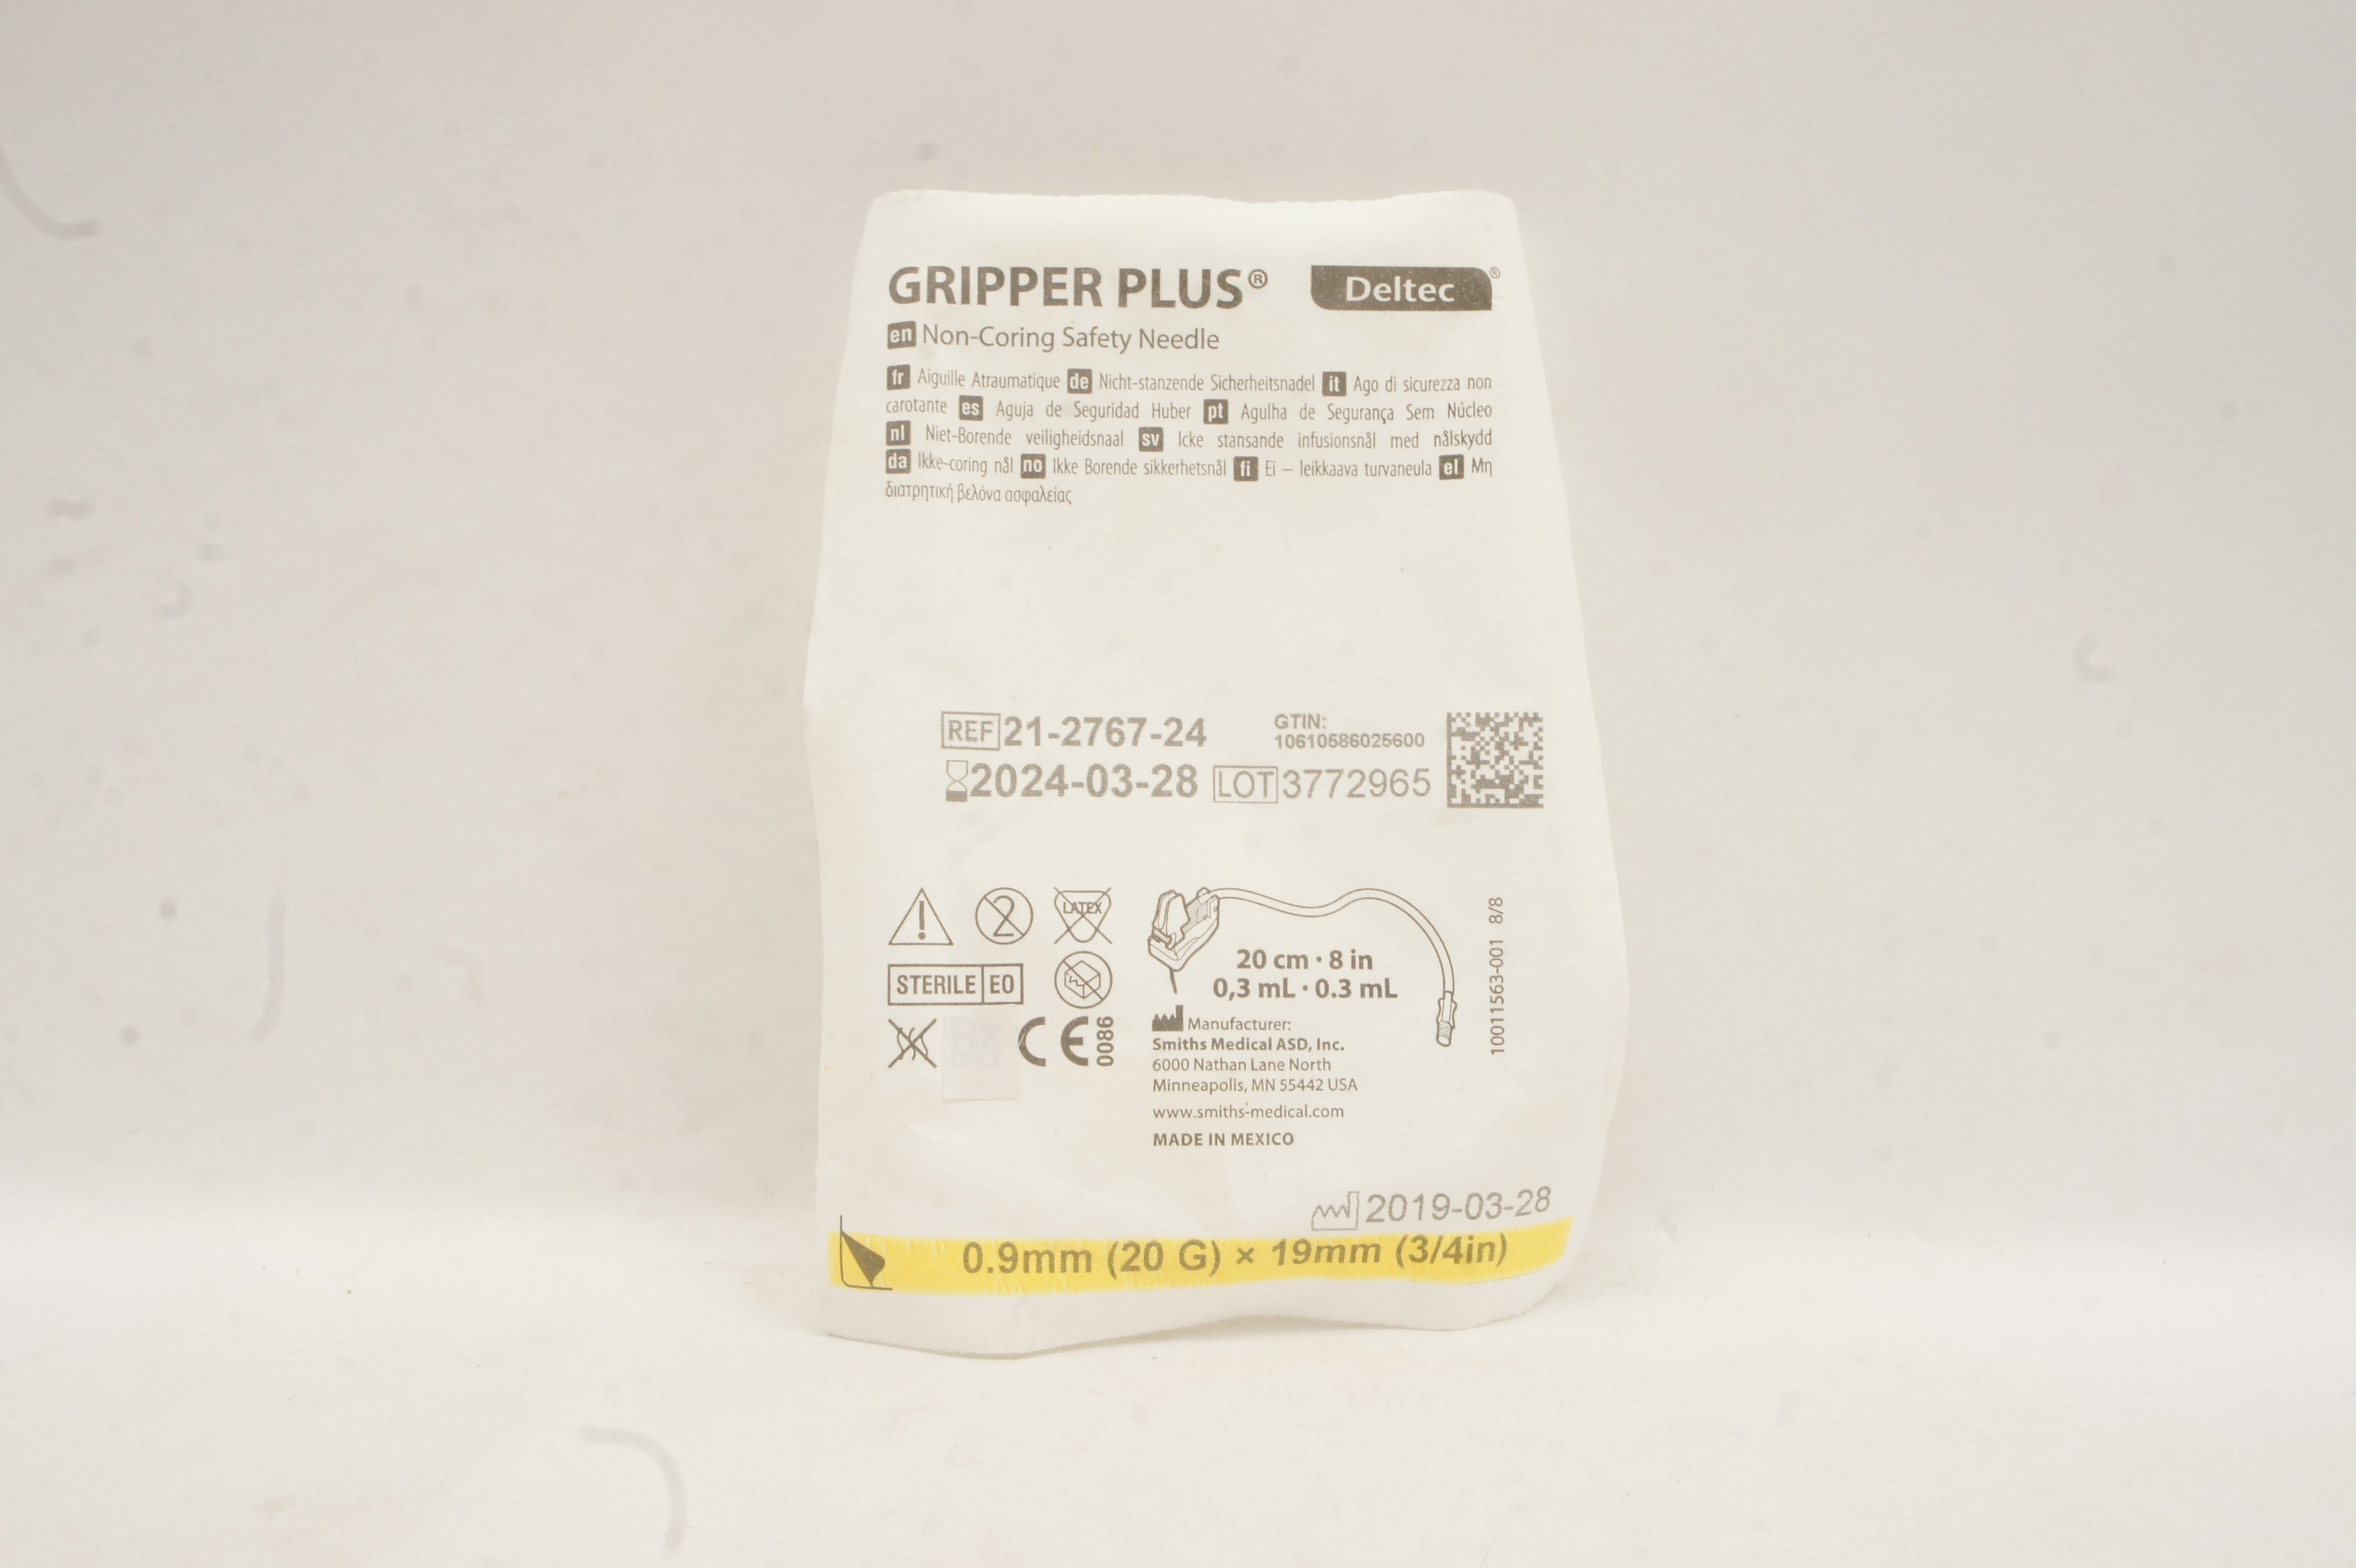 GRIPPER PLUS® Deltec®
en Non-Coring Safety Needle
fr Aiguille Atraumatique de Nicht-stanzende Sicherheitsnadel it Ago di sicurezza non
carotante es Aguja de Seguridad Huber pt Agulha de Segurança Sem Núcleo
nl Niet-Borende veiligheidsnaal sv Icke stansande infusionsnål med nålskydd
da Ikke-coring nål no Ikke Borende sikkerhetsnål fi Ei – leikkaava turvaneula el Μη
διατρητική βελόνα ασφαλείας
REF 21-2767-24
GTIN:
10610586025600
2024-03-28 LOT 3772965
2
LATEX
STERILE EO
RX
ONLY
CE 0086
20 cm · 8 in
0,3 mL · 0.3 mL
Manufacturer:
Smiths Medical ASD, Inc.
6000 Nathan Lane North
Minneapolis, MN 55442 USA
www.smiths-medical.com
MADE IN MEXICO
10011563-001 8/8
2019-03-28
0.9mm (20 G) × 19mm (3/4in)